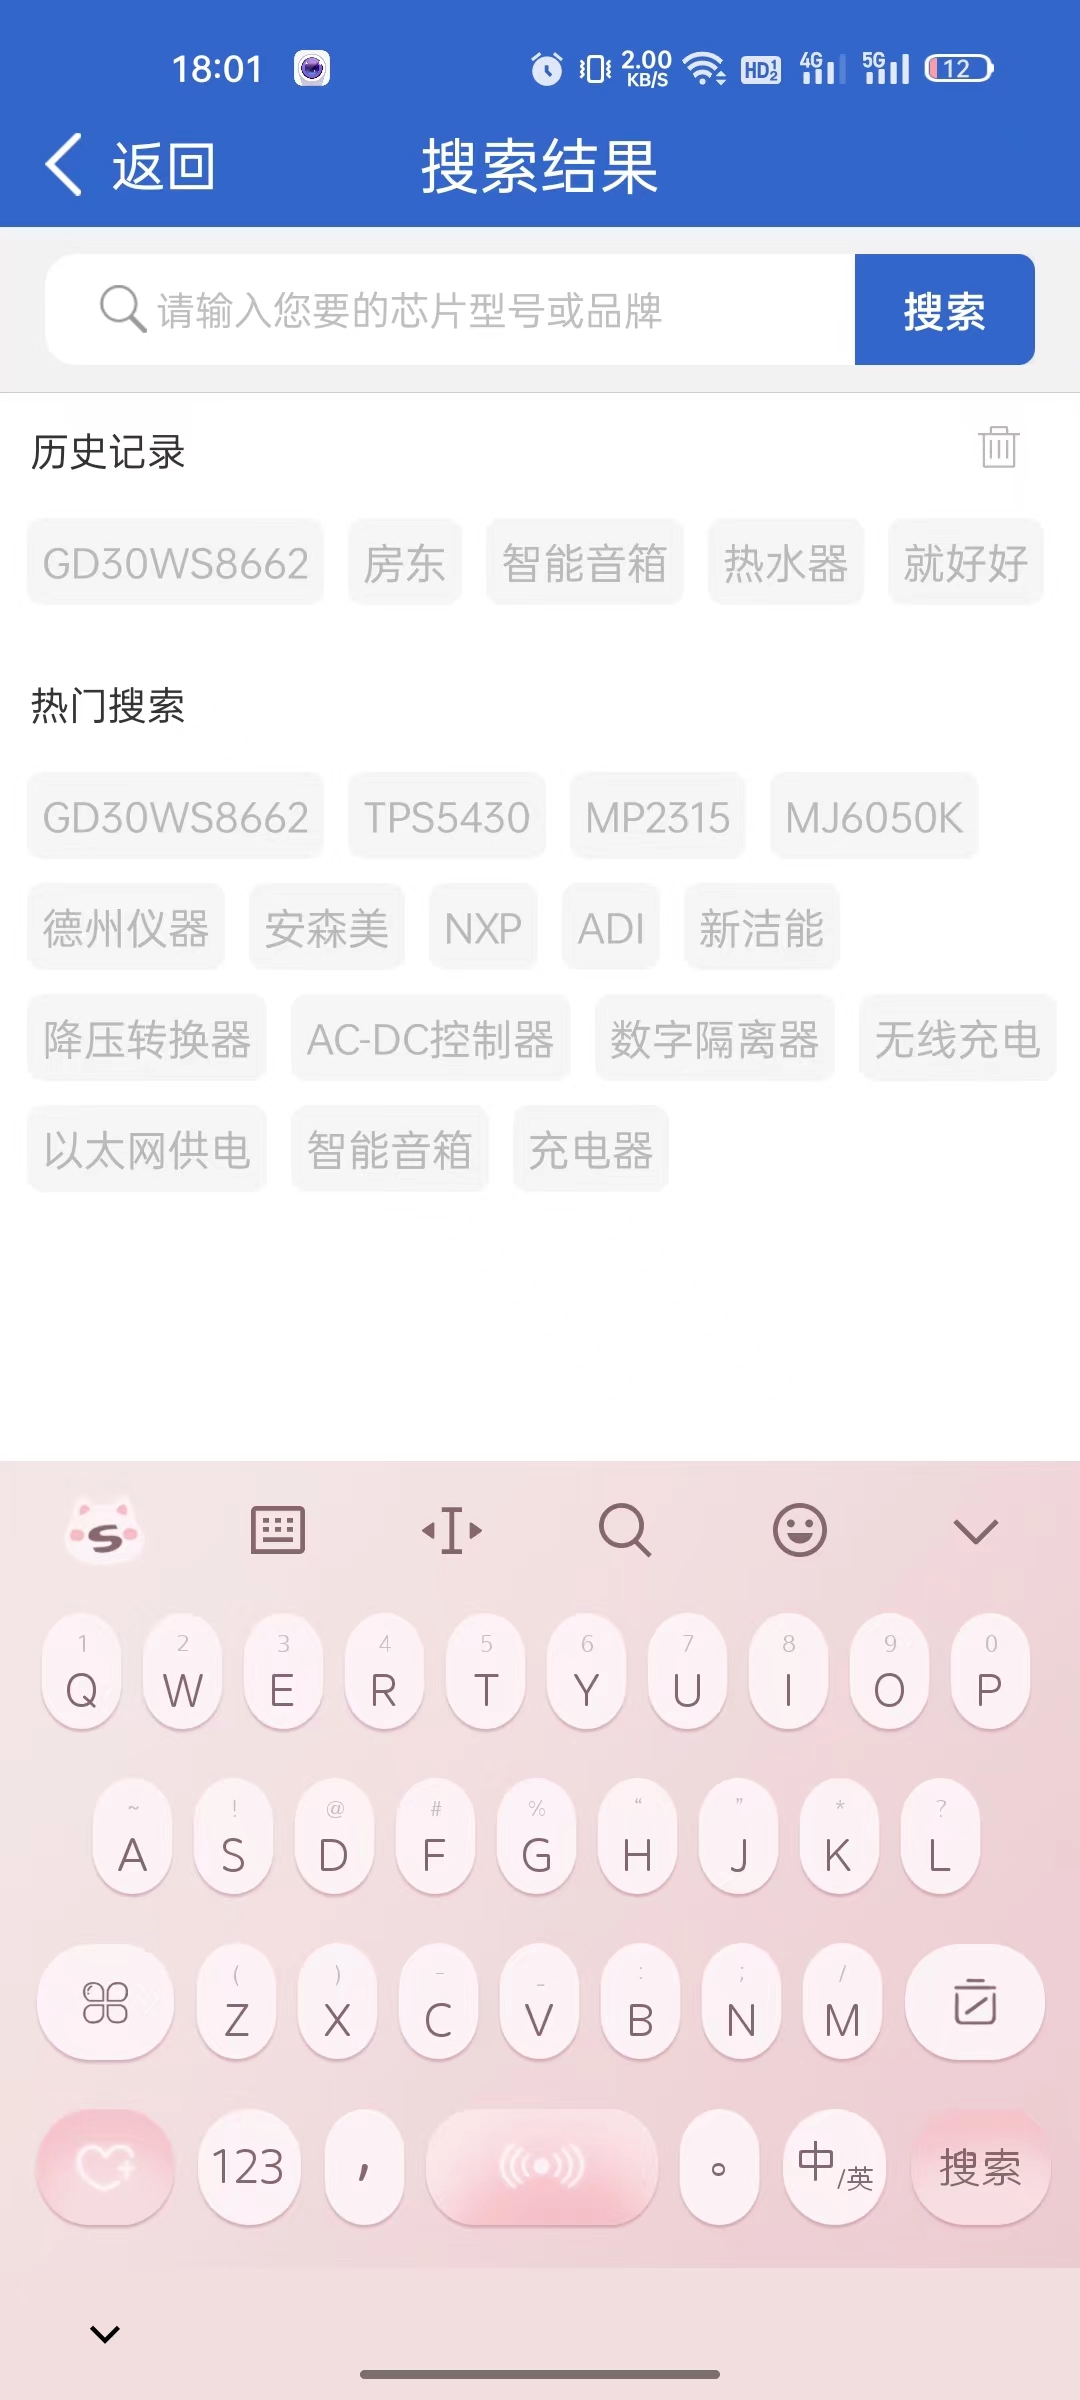 18:01 2.00 KB/S HD 1 2 4G 5G 12
返回 搜索结果
请输入您要的芯片型号或品牌 搜索
历史记录
GD30WS8662 房东 智能音箱 热水器 就好好
热门搜索
GD30WS8662 TPS5430 MP2315 MJ6050K
德州仪器 安森美 NXP ADI 新洁能
降压转换器 AC-DC控制器 数字隔离器 无线充电
以太网供电 智能音箱 充电器
S
1 2 3 4 5 6 7 8 9 0
Q W E R T Y U I O P
~ ! @ # % “ ” * ?
A S D F G H J K L
( ) - _ : ; /
Z X C V B N M
123 , 。 中/英 搜索